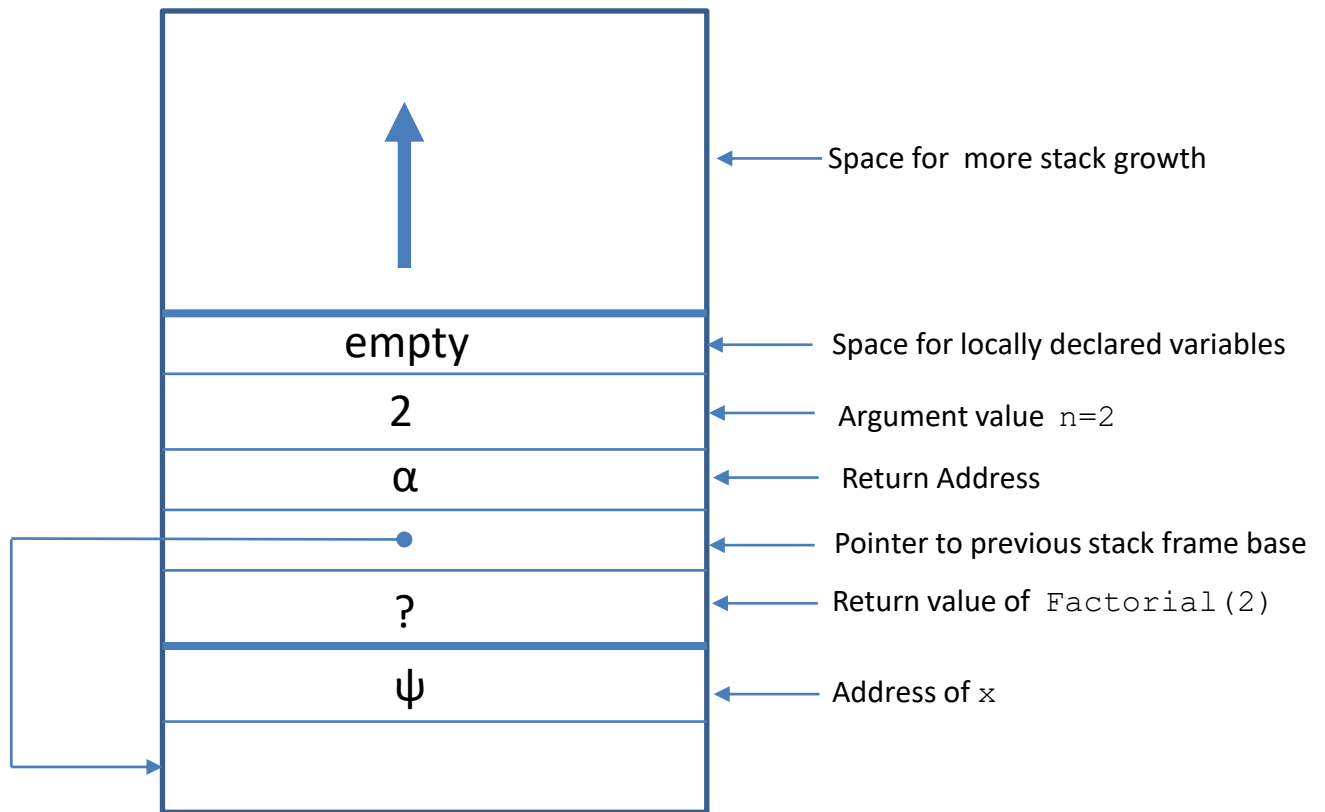 Space for more stack growth
empty
Space for locally declared variables
2
Argument value n=2
α
Return Address
Pointer to previous stack frame base
?
Return value of Factorial(2)
ψ
Address of x